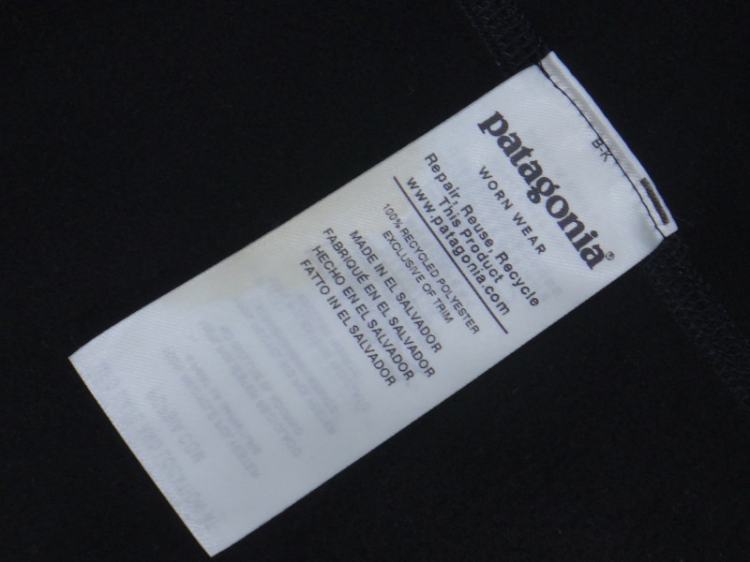 B-K
patagonia®
WORN WEAR
Repair, Reuse, Recycle
This Product
www.patagonia.com
100% RECYCLED POLYESTER
EXCLUSIVE OF TRIM
MADE IN EL SALVADOR
FABRIQUÉ EN EL SALVADOR
HECHO EN EL SALVADOR
FATTO IN EL SALVADOR